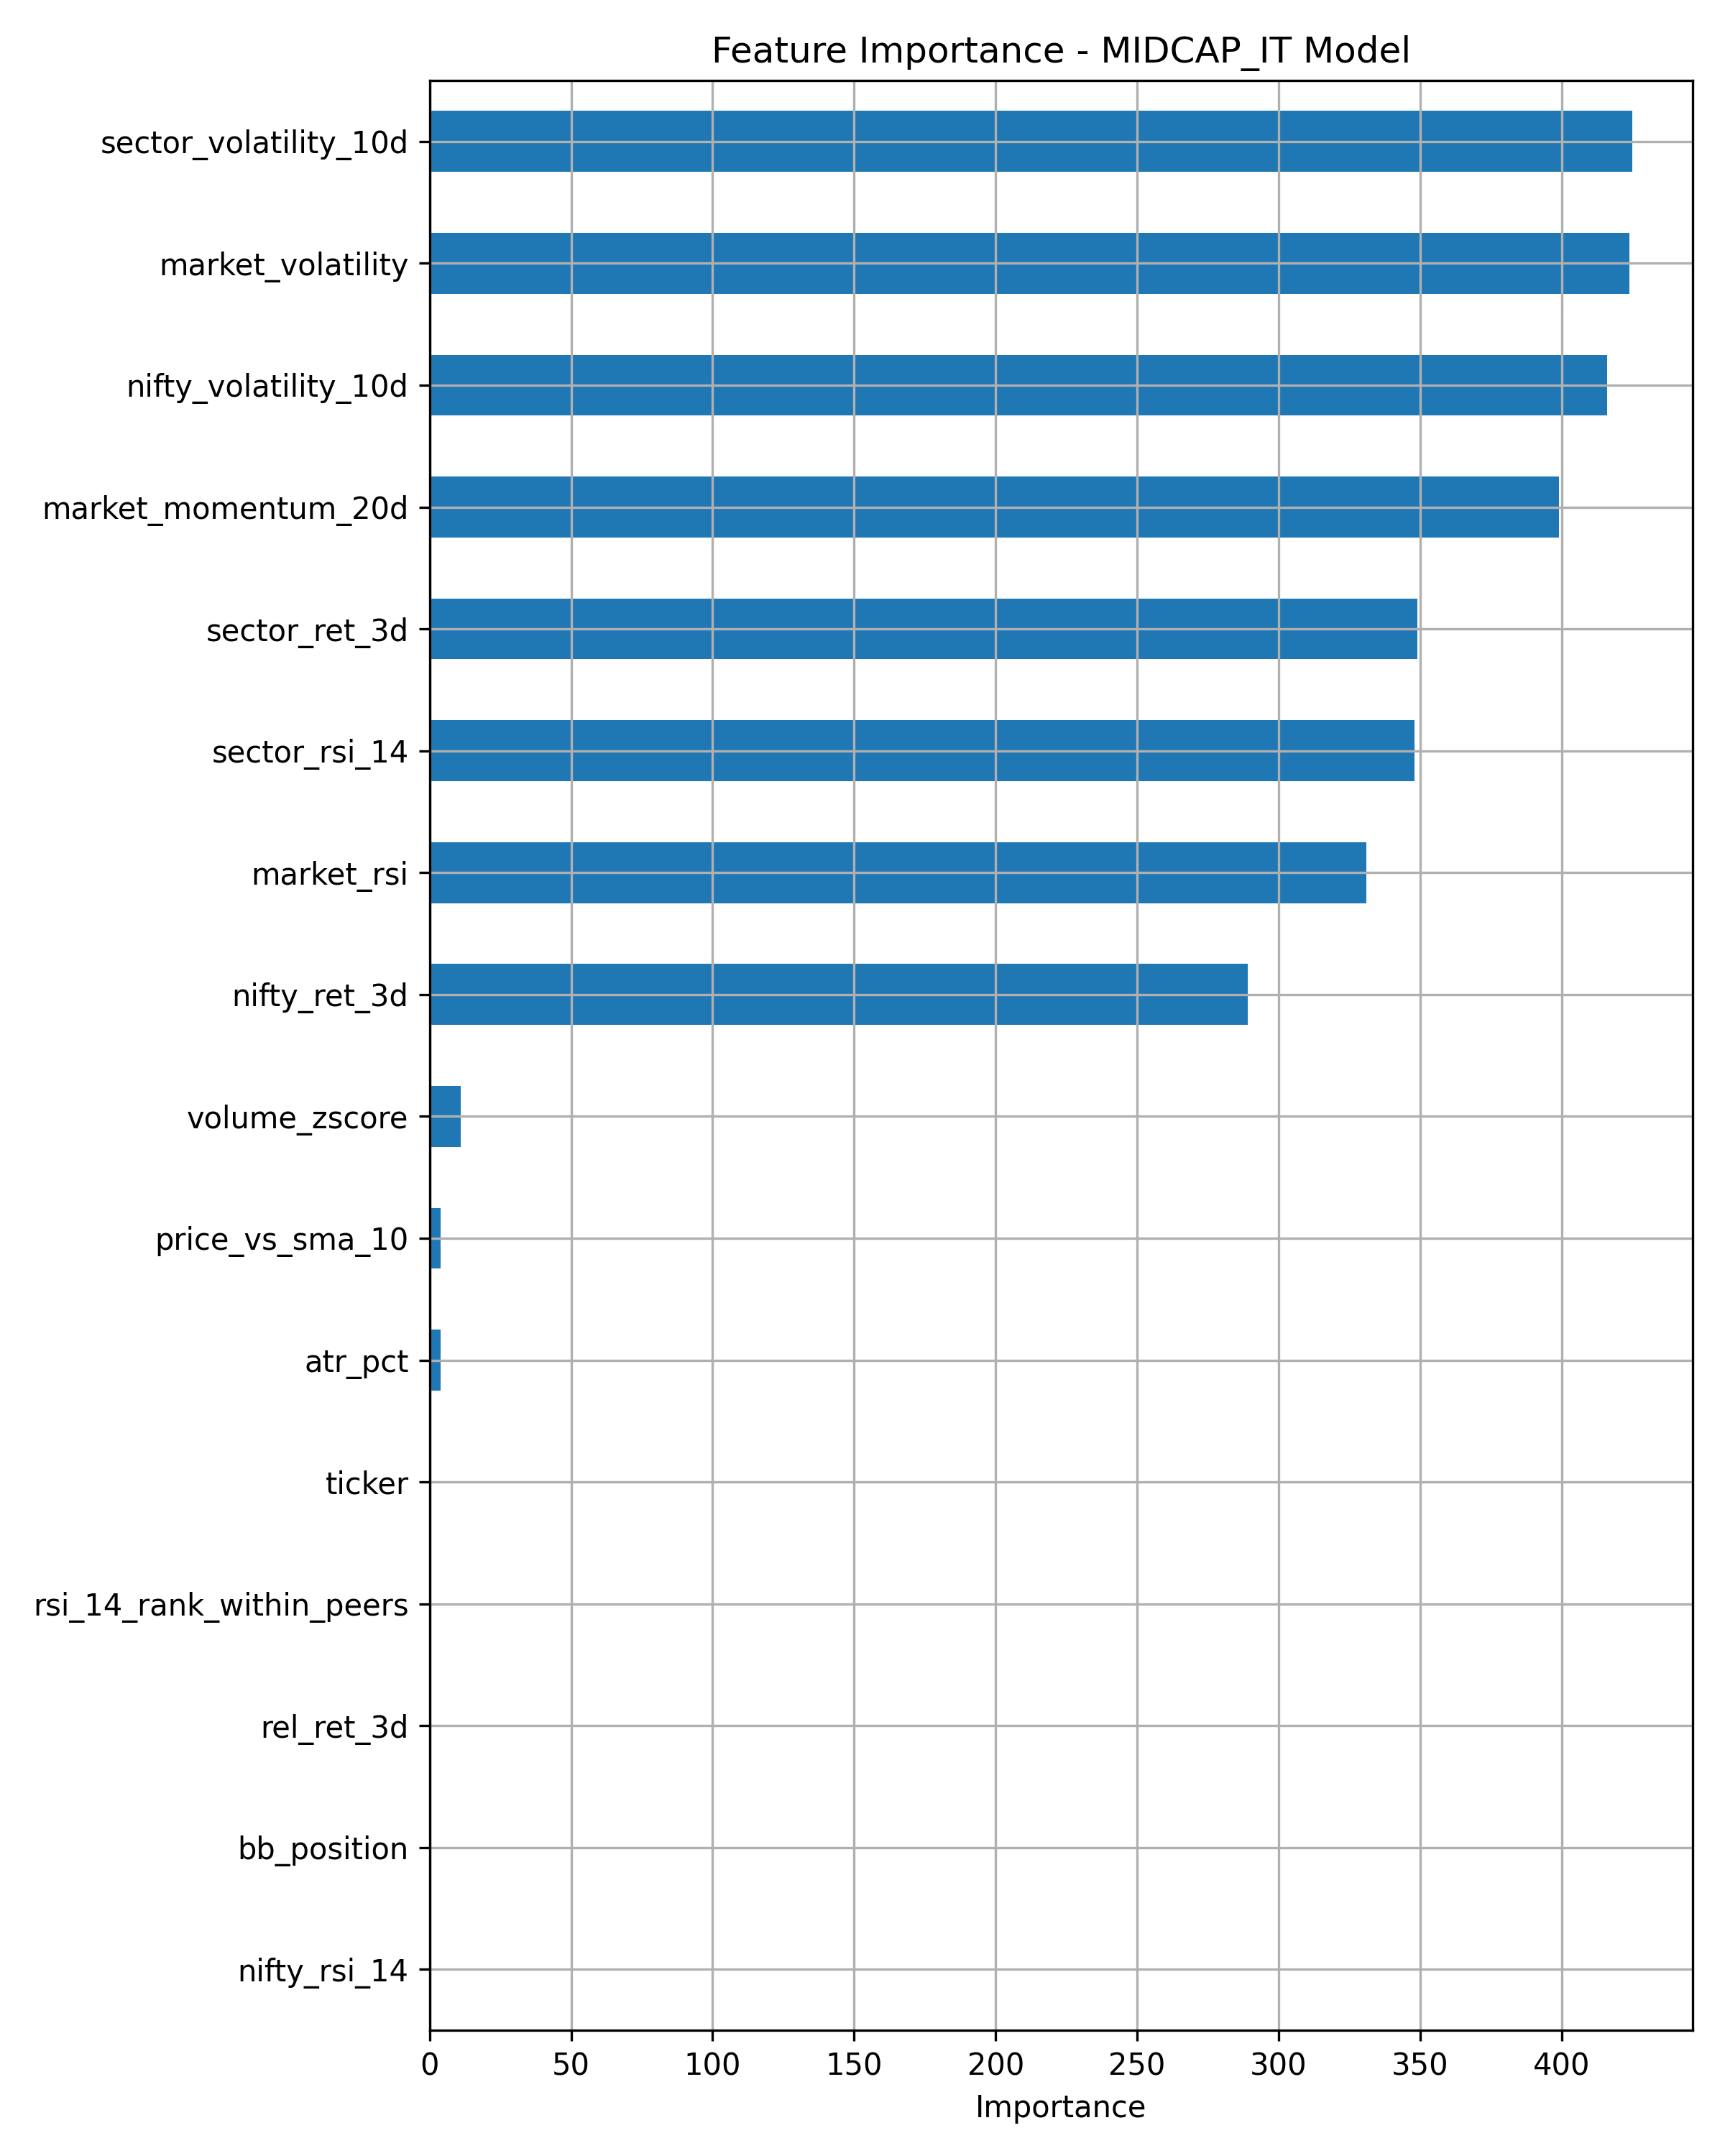 Feature Importance - MIDCAP_IT Model
sector_volatility_10d
market_volatility
nifty_volatility_10d
market_momentum_20d
sector_ret_3d
sector_rsi_14
market_rsi
nifty_ret_3d
volume_zscore
price_vs_sma_10
atr_pct
ticker
rsi_14_rank_within_peers
rel_ret_3d
bb_position
nifty_rsi_14
0 50 100 150 200 250 300 350 400
Importance